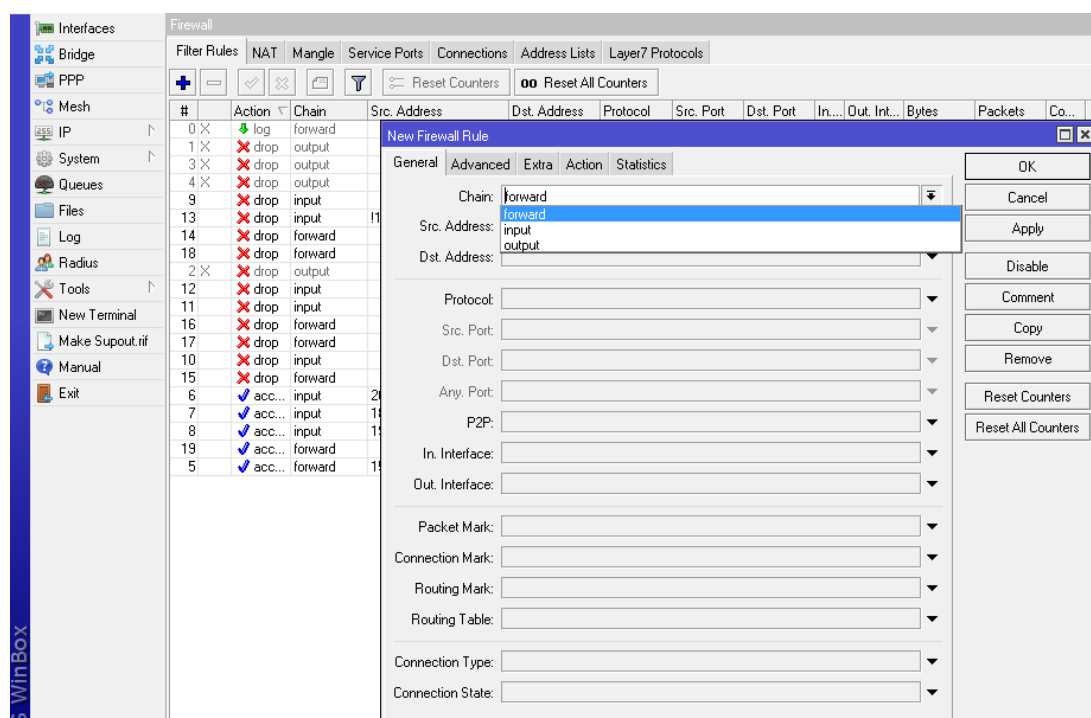 Interfaces
Bridge
PPP
Mesh
IP
System
Queues
Files
Log
Radius
Tools
New Terminal
Make Supout.rif
Manual
Exit
WinBox
Firewall
Filter Rules NAT Mangle Service Ports Connections Address Lists Layer7 Protocols
Reset Counters 00 Reset All Counters
# Action Chain Src. Address Dst. Address Protocol Src. Port Dst. Port In.... Out. Int... Bytes Packets Co...
0 X log forward
1 X drop output
3 X drop output
4 X drop output
9 drop input
13 drop input !1
14 drop forward
18 drop forward
2 X drop output
12 drop input
11 drop input
16 drop forward
17 drop forward
10 drop input
15 drop forward
6 acc... input
7 acc... input
8 acc... input
19 acc... forward
5 acc... forward
New Firewall Rule
General Advanced Extra Action Statistics
Chain: forward
forward
input
output
Src. Address:
Dst. Address:
Protocol:
Src. Port:
Dst. Port:
Any. Port:
P2P:
In. Interface:
Out. Interface:
Packet Mark:
Connection Mark:
Routing Mark:
Routing Table:
Connection Type:
Connection State:
OK
Cancel
Apply
Disable
Comment
Copy
Remove
Reset Counters
Reset All Counters